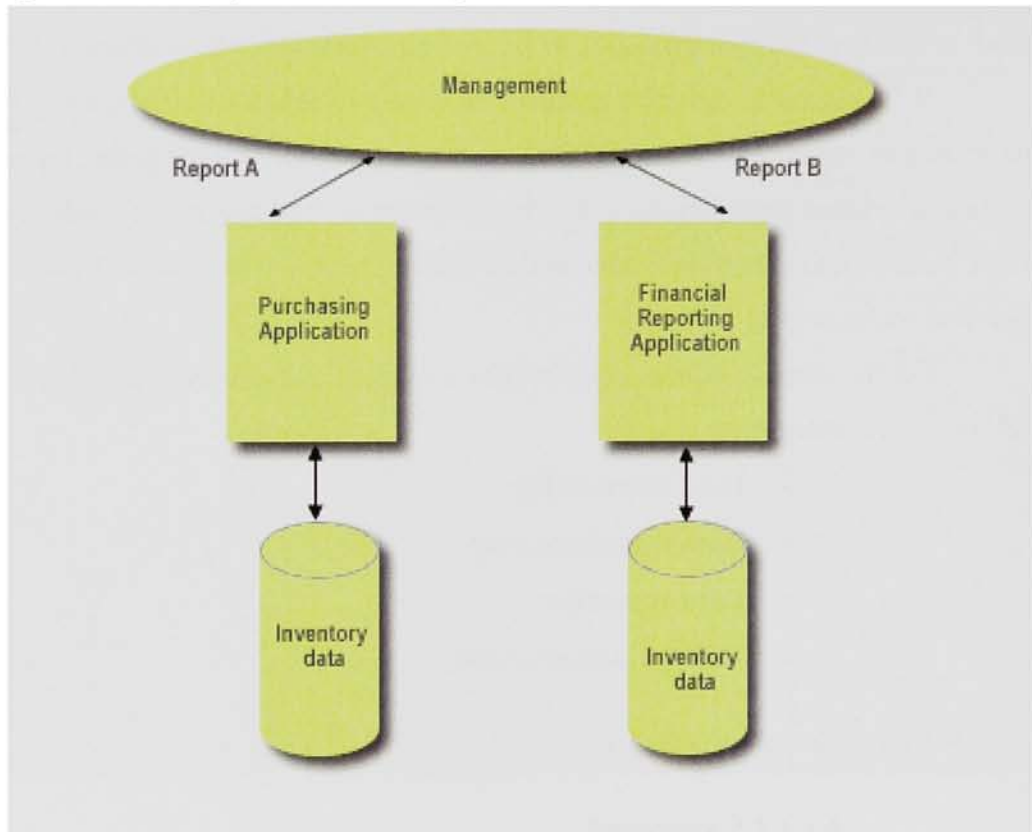 Management
Report A
Report B
Purchasing
Application
Financial
Reporting
Application
Inventory
data
Inventory
data